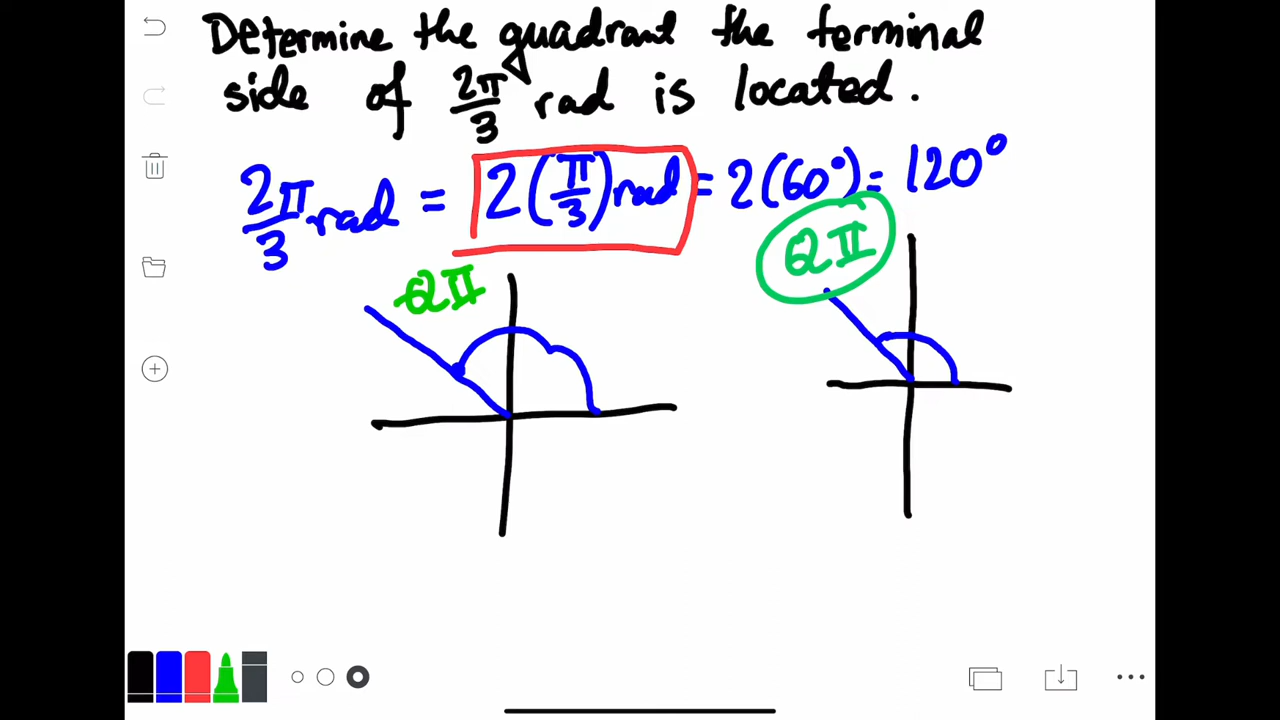 Determine the quadrant the terminal
side of 2π/3 rad is located.
2π/3 rad = 2(π/3)rad = 2(60°) = 120°
QII
QII